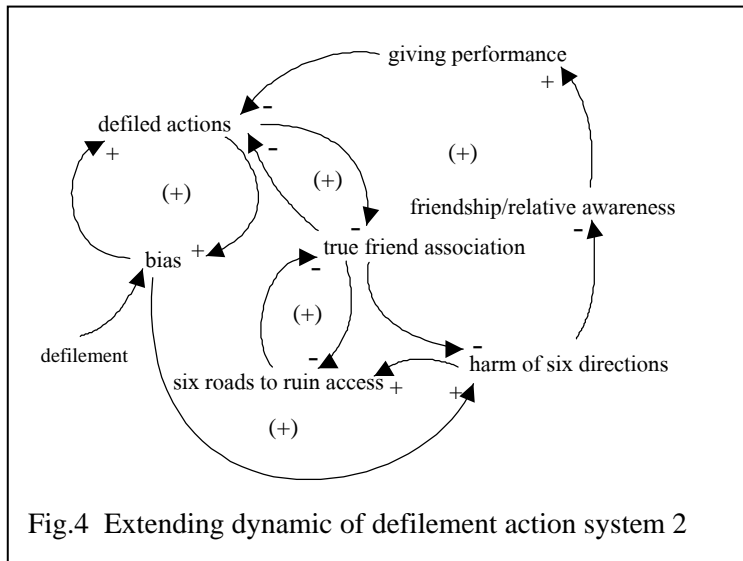 giving performance
+
-
defiled actions
-
+
(+)
(+)
(+)
friendship/relative awareness
-
-
true friend association
+
bias
-
(+)
defilement
-
-
harm of six directions
six roads to ruin access
+
+
(+)
Fig.4 Extending dynamic of defilement action system 2